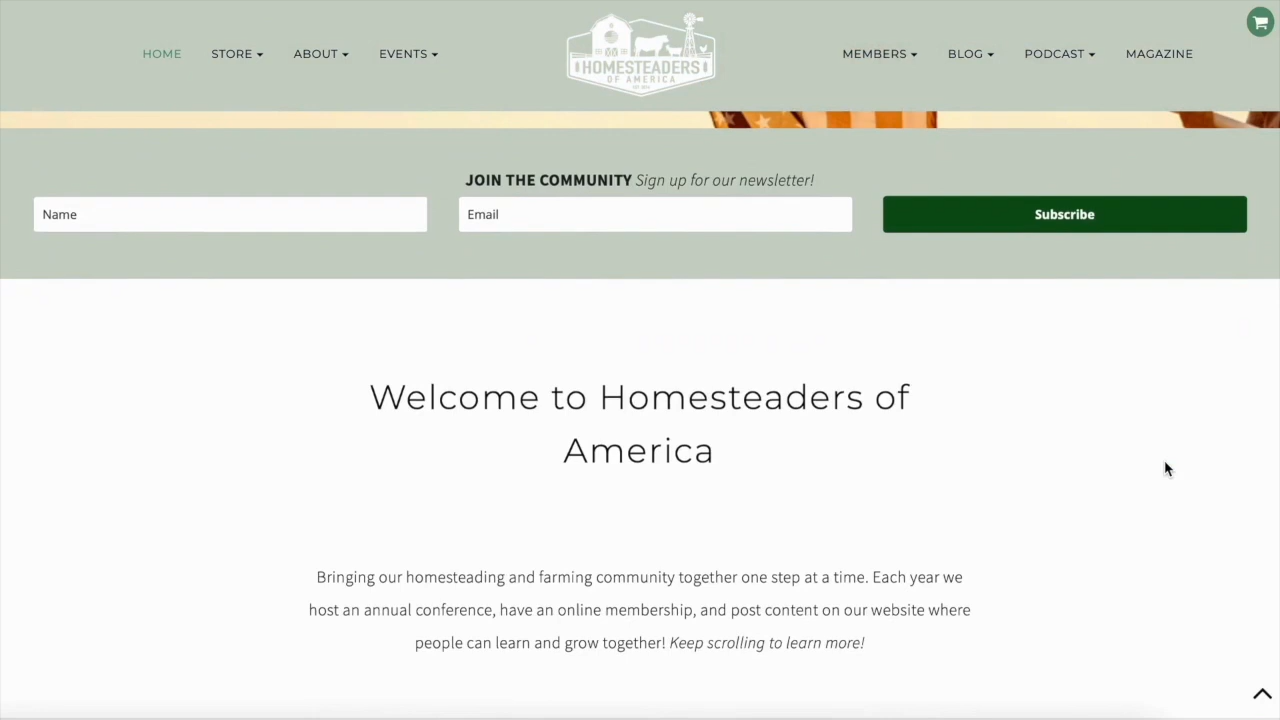 HOME STORE ABOUT EVENTS
HOMESTEADERS
OF AMERICA
MEMBERS BLOG PODCAST MAGAZINE
JOIN THE COMMUNITY Sign up for our newsletter!
Name
Email
Subscribe
Welcome to Homesteaders of
America
Bringing our homesteading and farming community together one step at a time. Each year we
host an annual conference, have an online membership, and post content on our website where
people can learn and grow together! Keep scrolling to learn more!